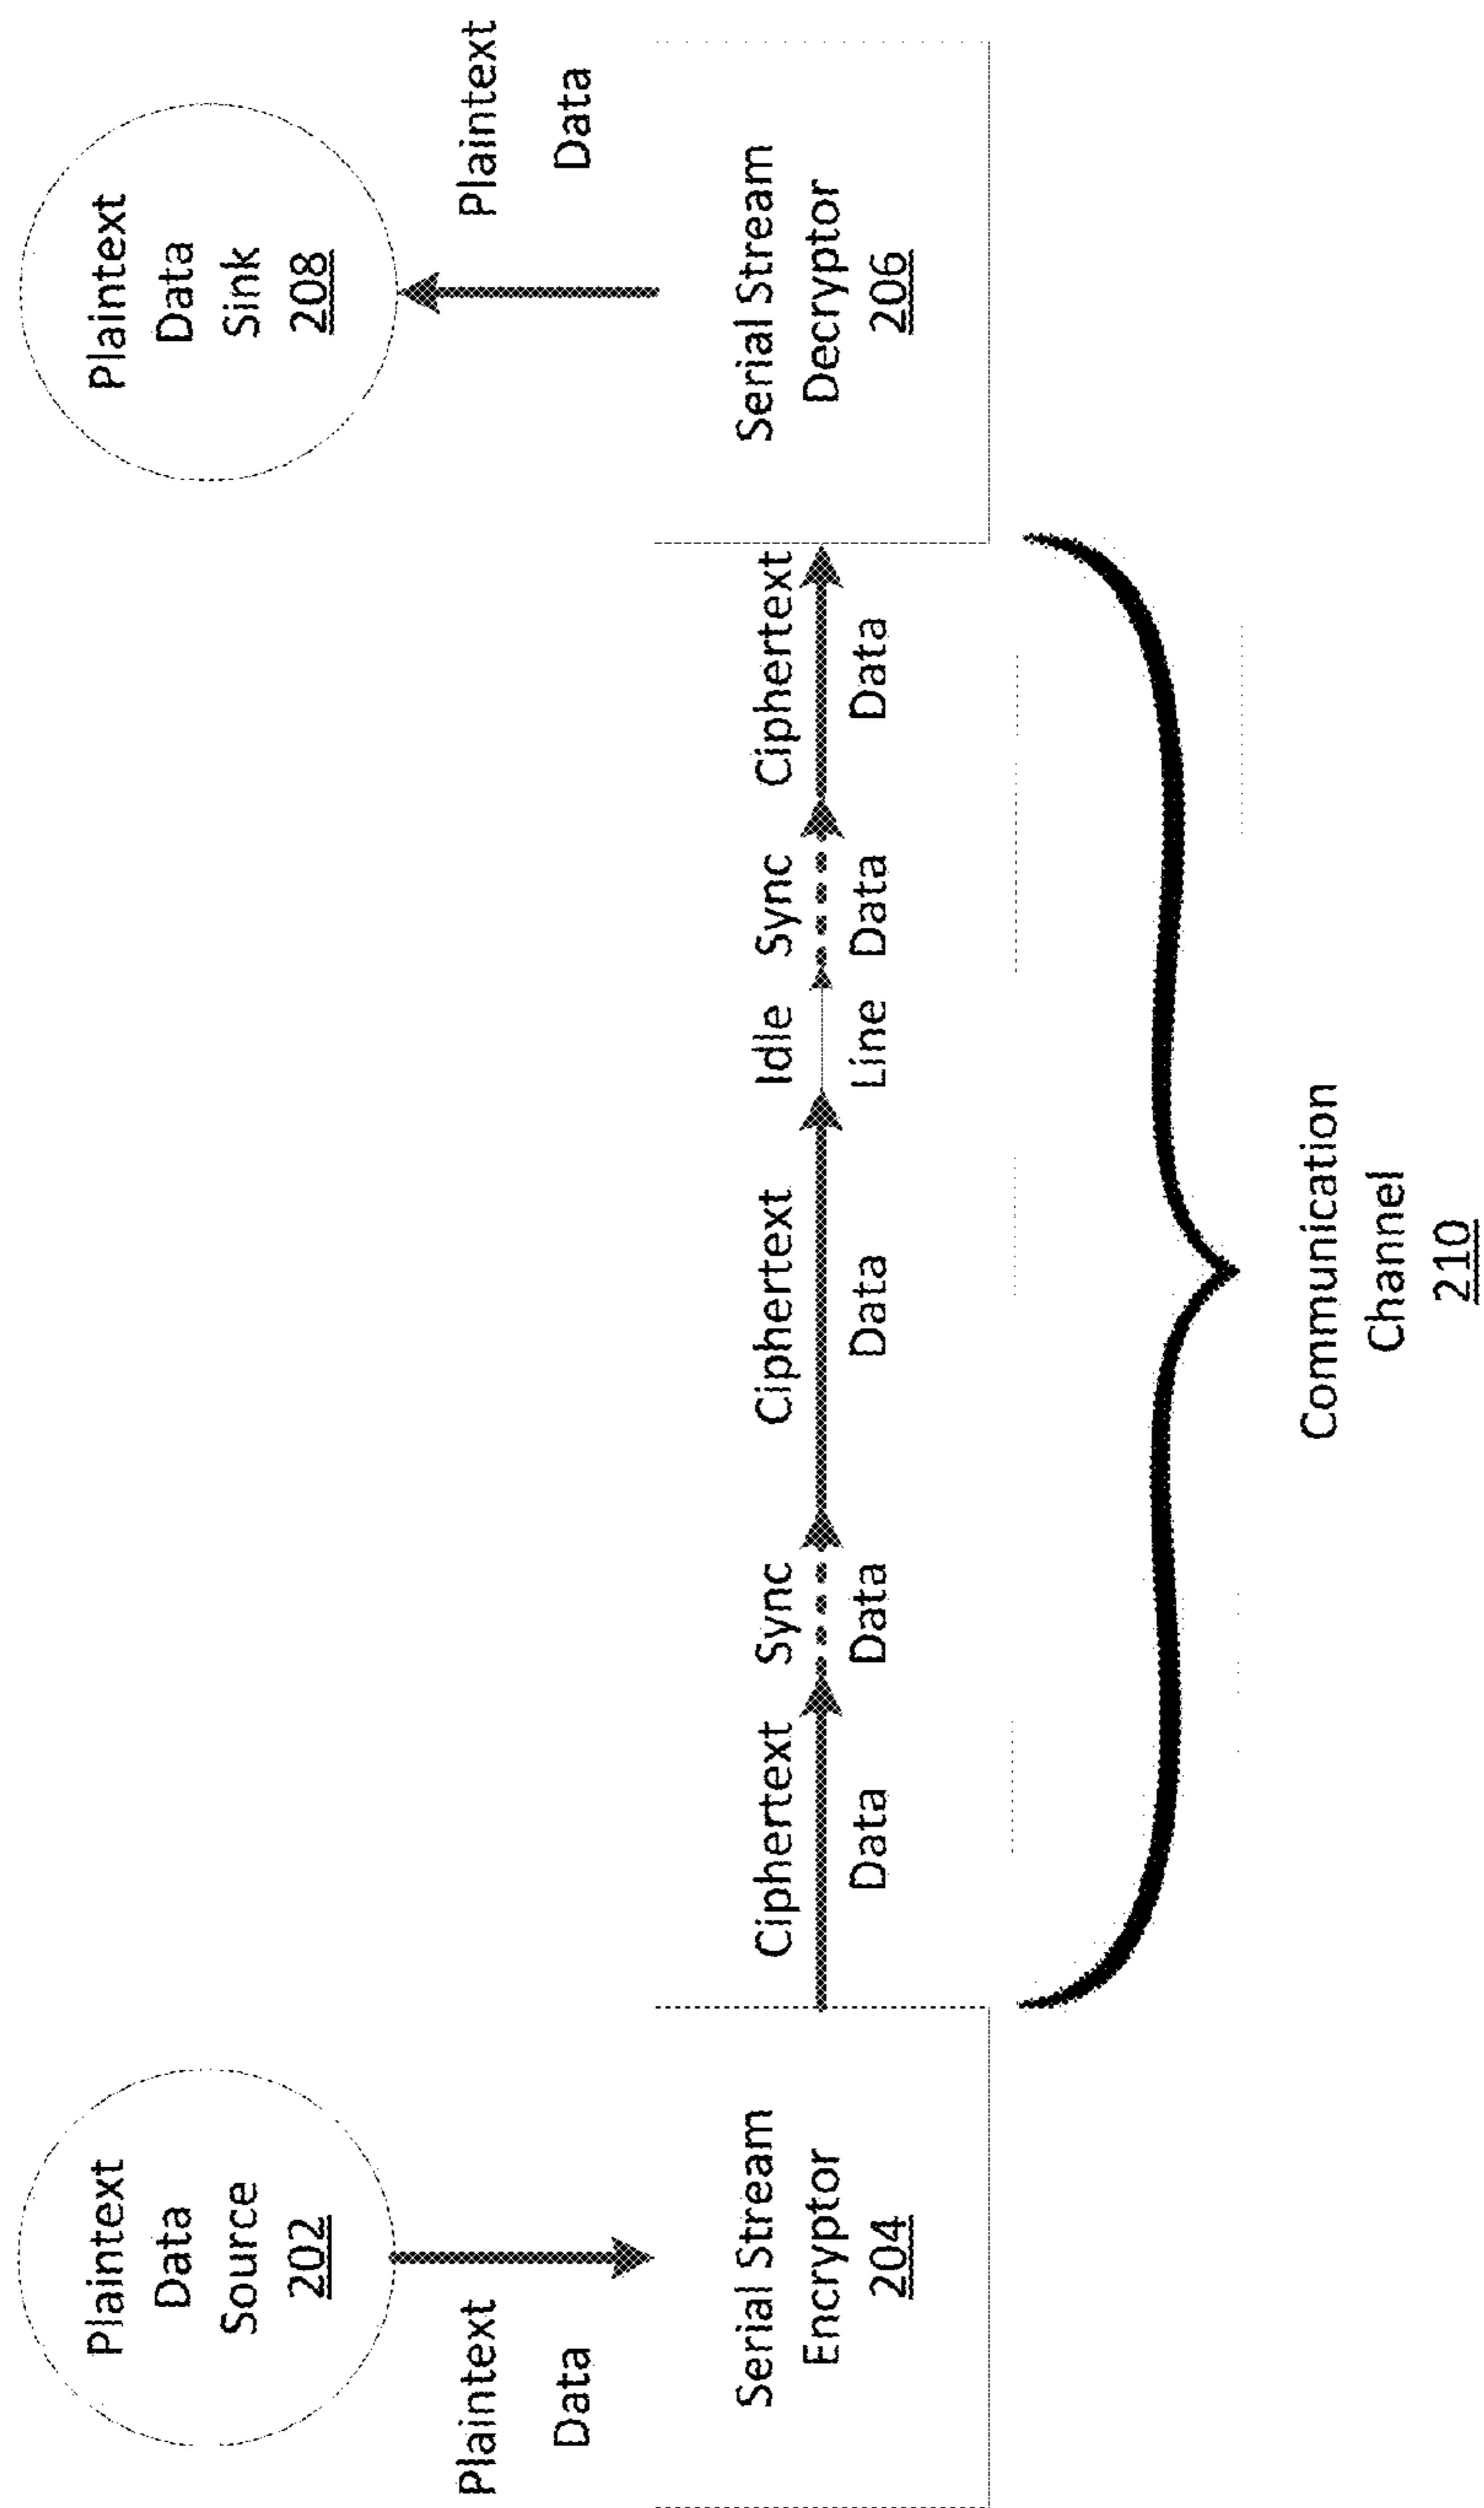 Plaintext
Data
Source
202
Plaintext
Data
Serial Stream
Encryptor
204
Ciphertext
Data
Sync
Data
Ciphertext
Data
Idle
Line
Sync
Data
Ciphertext
Data
Communication
Channel
210
Serial Stream
Decryptor
206
Plaintext
Data
Plaintext
Data
Sink
208